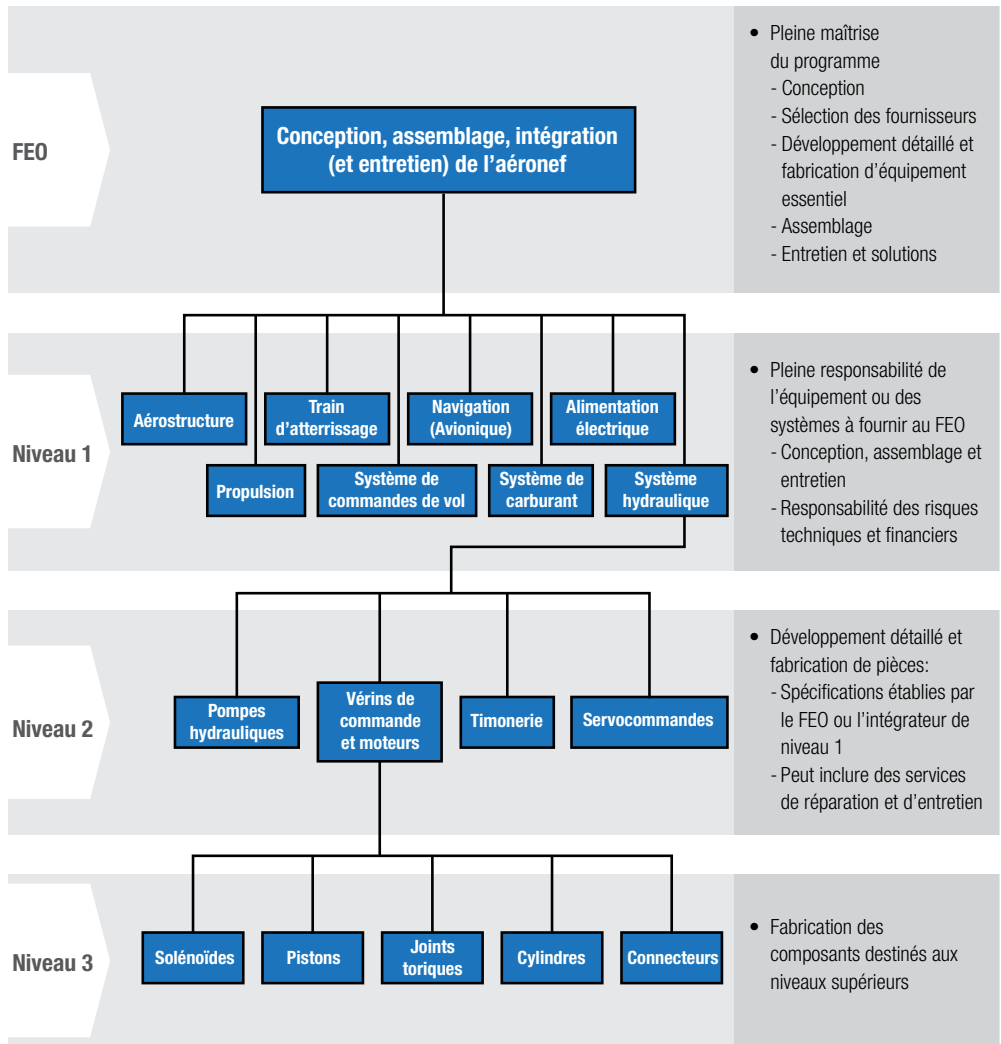 FEO
Conception, assemblage, intégration
(et entretien) de l’aéronef
• Pleine maîtrise
du programme
- Conception
- Sélection des fournisseurs
- Développement détaillé et
fabrication d’équipement
essentiel
- Assemblage
- Entretien et solutions
Niveau 1
Aérostructure
Train
d’atterrissage
Navigation
(Avionique)
Alimentation
électrique
Propulsion
Système de
commandes de vol
Système de
carburant
Système
hydraulique
• Pleine responsabilité de
l’équipement ou des
systèmes à fournir au FEO
- Conception, assemblage et
entretien
- Responsabilité des risques
techniques et financiers
Niveau 2
Pompes
hydrauliques
Vérins de
commande
et moteurs
Timonerie
Servocommandes
• Développement détaillé et
fabrication de pièces:
- Spécifications établies par
le FEO ou l’intégrateur de
niveau 1
- Peut inclure des services
de réparation et d’entretien
Niveau 3
Solénoïdes
Pistons
Joints
toriques
Cylindres
Connecteurs
• Fabrication des
composants destinés aux
niveaux supérieurs